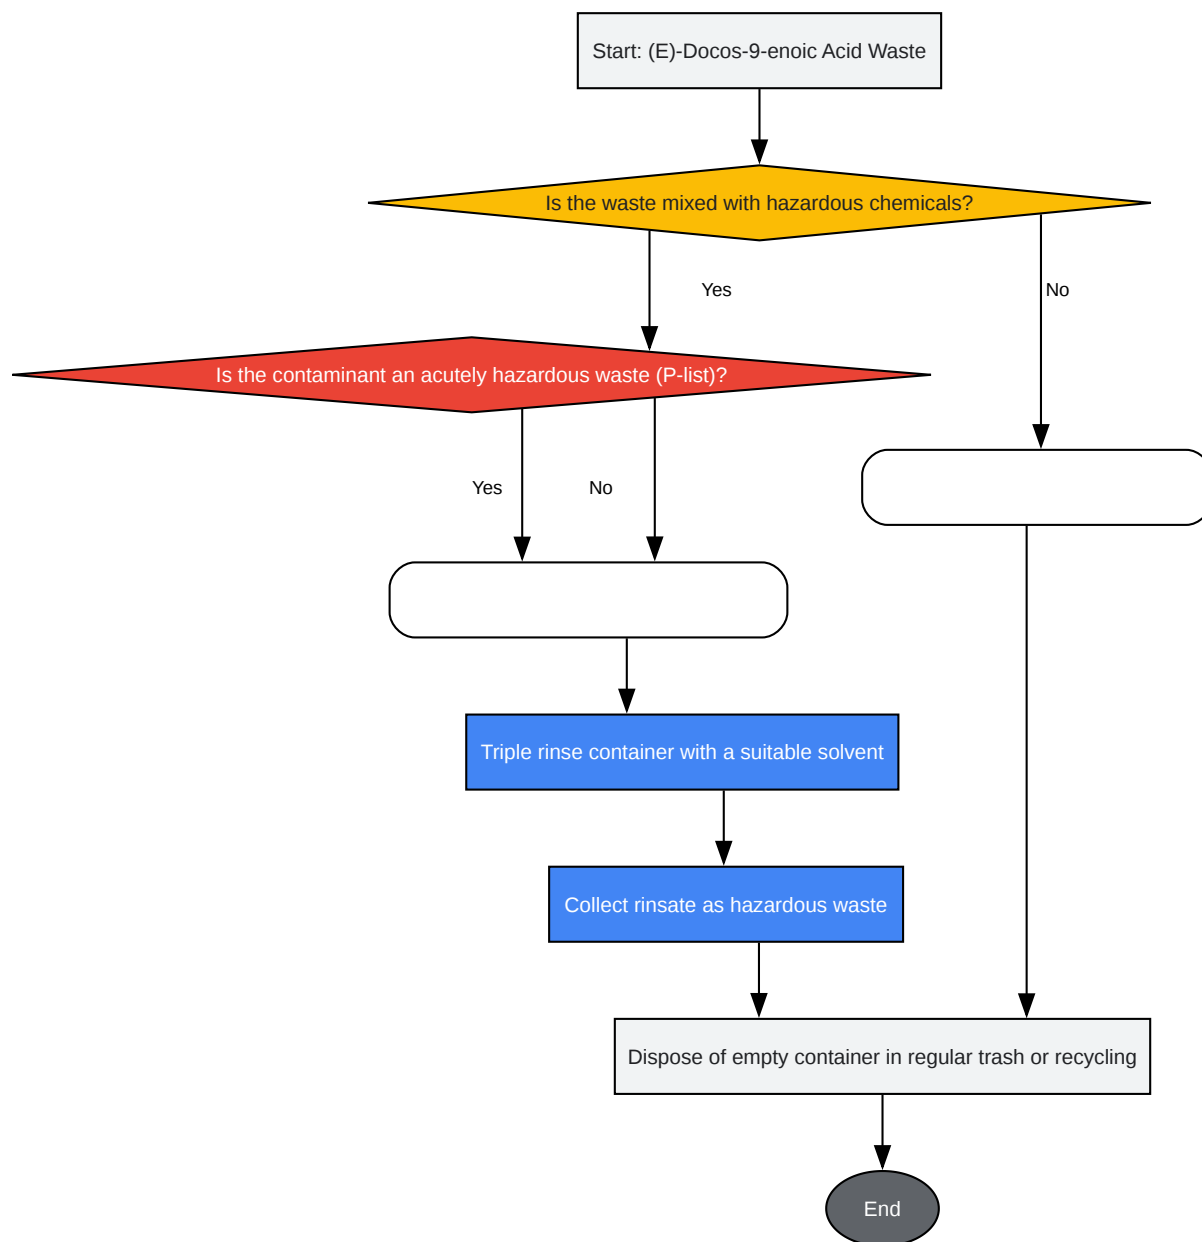 Start: (E)-Docos-9-enoic Acid Waste
Is the waste mixed with hazardous chemicals?
Yes
No
Is the contaminant an acutely hazardous waste (P-list)?
Yes
No
Triple rinse container with a suitable solvent
Collect rinsate as hazardous waste
Dispose of empty container in regular trash or recycling
End